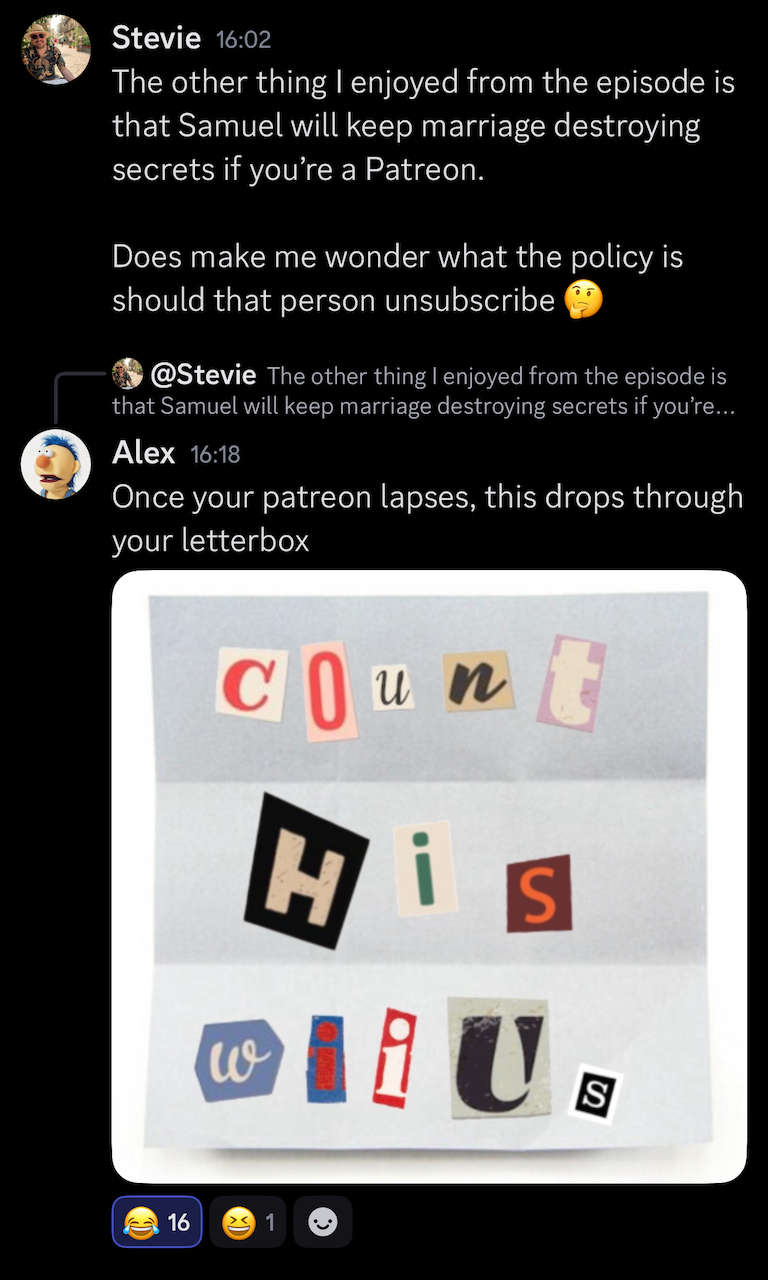 Stevie 16:02
The other thing I enjoyed from the episode is
that Samuel will keep marriage destroying
secrets if you’re a Patreon.
Does make me wonder what the policy is
should that person unsubscribe 🤔
@Stevie The other thing I enjoyed from the episode is
that Samuel will keep marriage destroying secrets if you’re...
Alex 16:18
Once your patreon lapses, this drops through
your letterbox
count
His
wiiUs
16 1